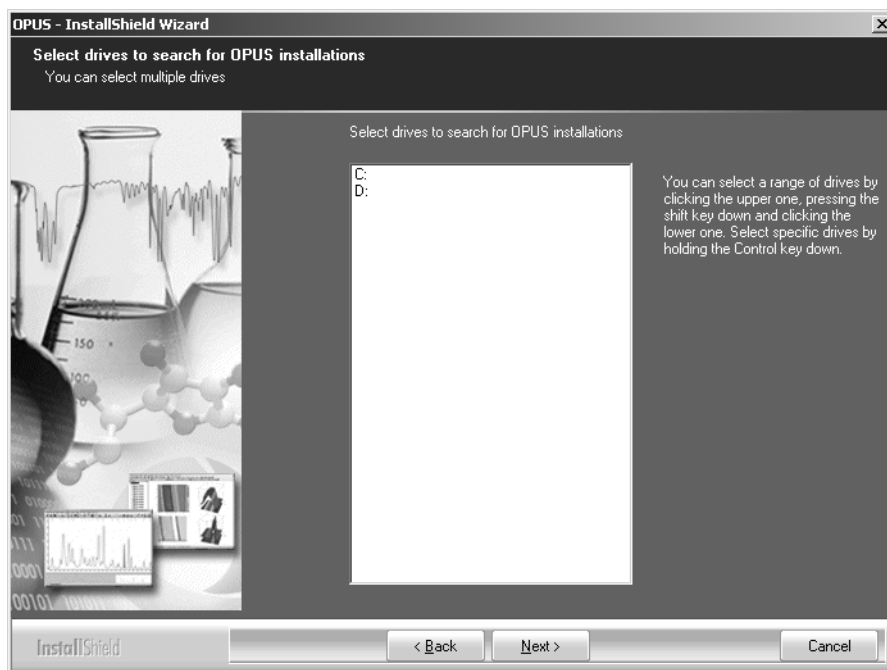 OPUS - InstallShield Wizard
Select drives to search for OPUS installations
You can select multiple drives
Select drives to search for OPUS installations
C:
D:
You can select a range of drives by
clicking the upper one, pressing the
shift key down and clicking the
lower one. Select specific drives by
holding the Control key down.
150
InstallShield
< Back
Next >
Cancel